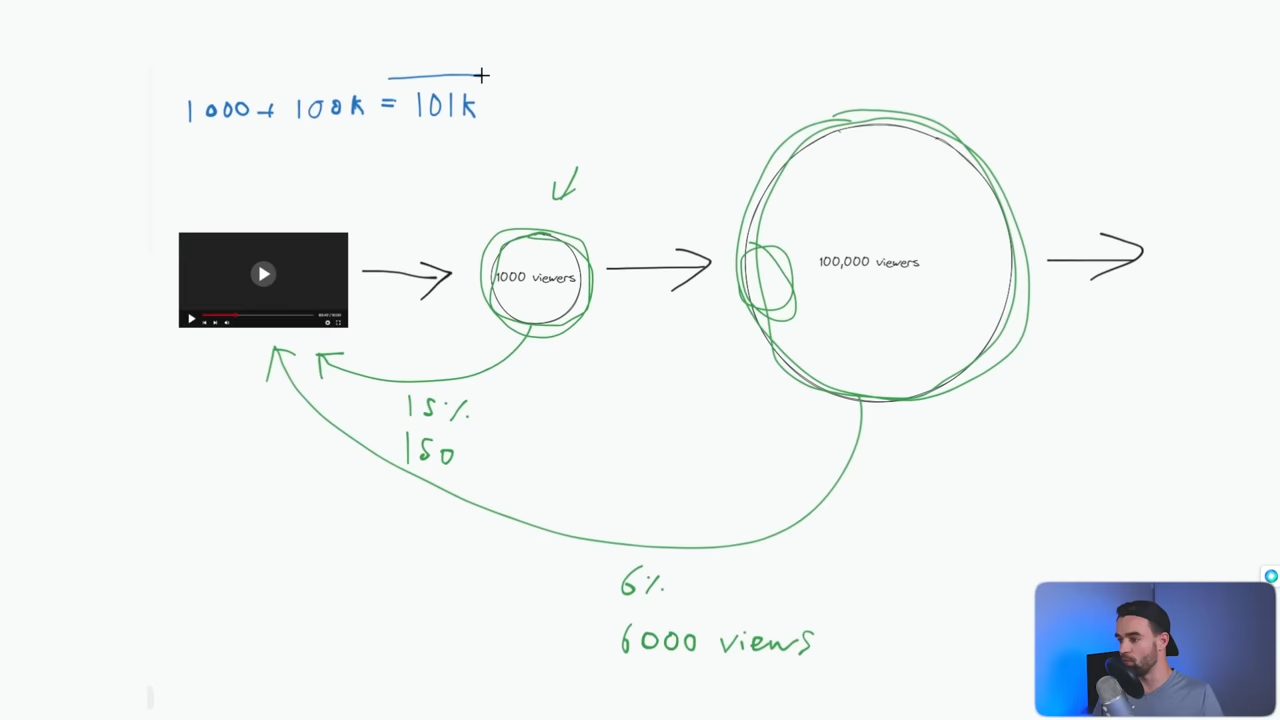 1000 + 100k = 101k
1000 viewers
100,000 viewers
15%
150
6%
6000 views